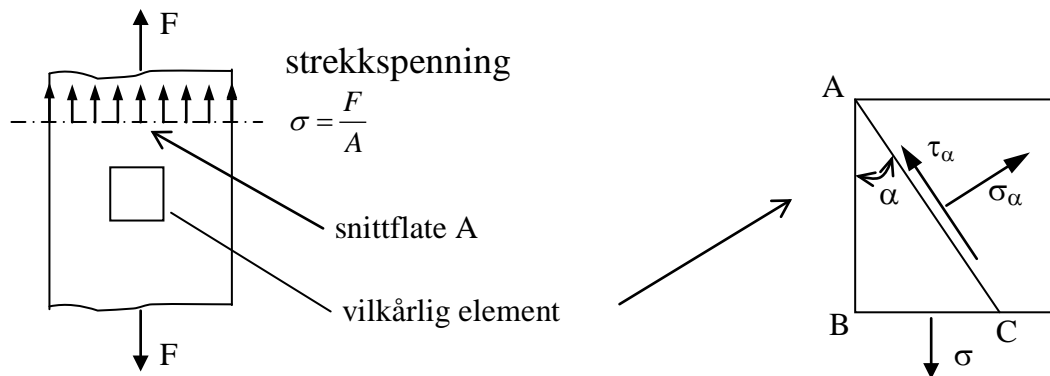 F
strekkspenning
σ = F/A
snittflate A
vilkårlig element
F
A
τα
α
σα
B
C
σ